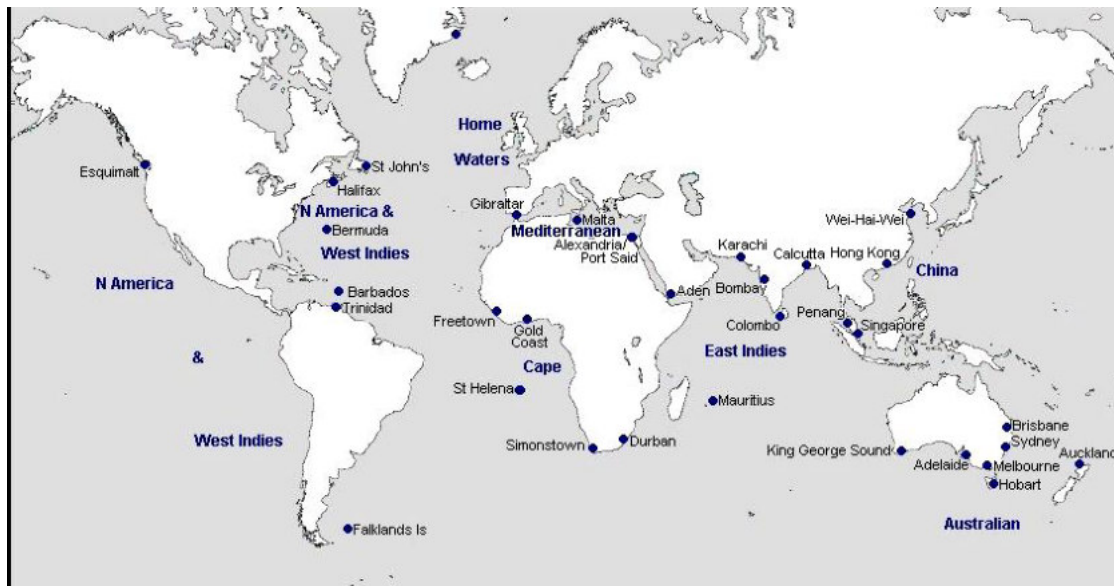 Home
Waters
Esquimalt
St John's
Halifax
Gibraltar
N America &
Malta
Wei-Hai-Wei
Bermuda
Mediterranean
Alexandria/
Port Said
West Indies
Karachi
Calcutta
Hong Kong
China
N America
Barbados
Aden
Bombay
Trinidad
Freetown
Gold
Coast
Colombo
Penang
Singapore
&
East Indies
Cape
St Helena
Mauritius
West Indies
Simonstown
Durban
Brisbane
Sydney
King George Sound
Auckland
Adelaide
Melbourne
Hobart
Falklands Is
Australian